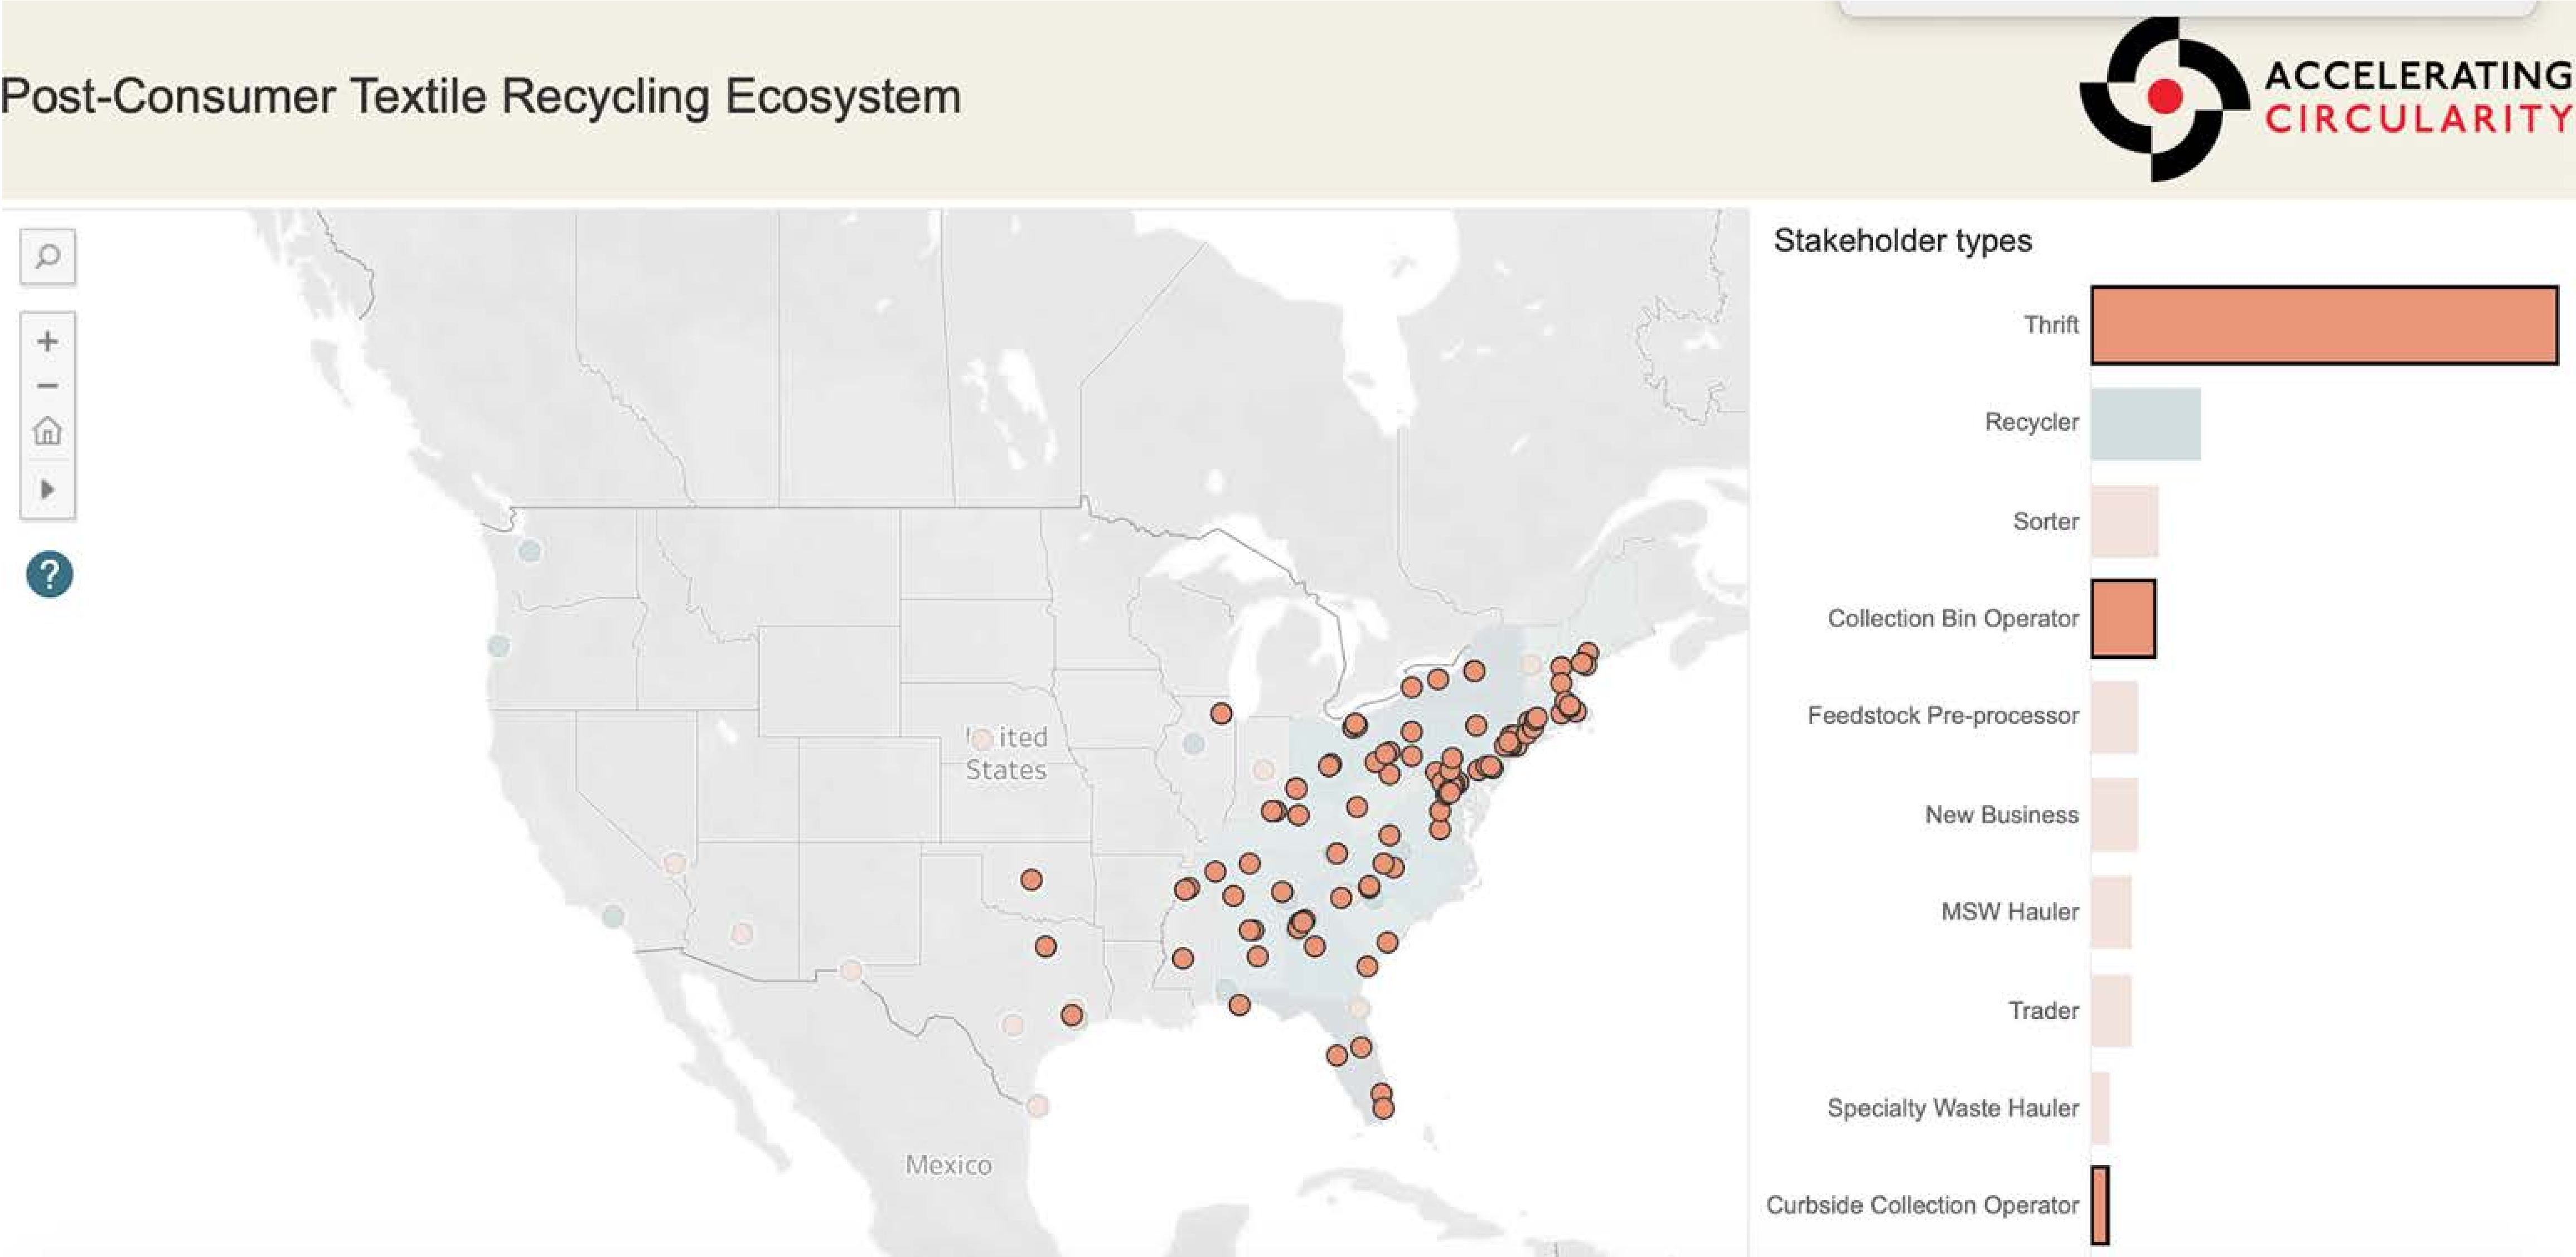 Post-Consumer Textile Recycling Ecosystem
ACCELERATING
CIRCULARITY
+
−
?
United
States
Mexico
Stakeholder types
Thrift
Recycler
Sorter
Collection Bin Operator
Feedstock Pre-processor
New Business
MSW Hauler
Trader
Specialty Waste Hauler
Curbside Collection Operator